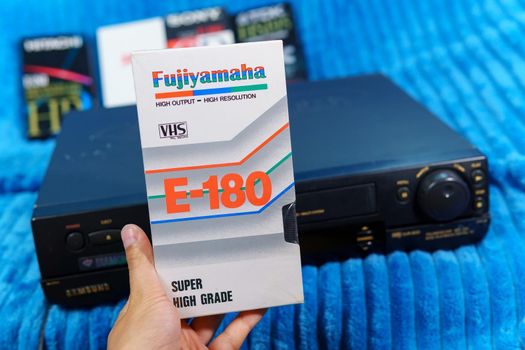 HITACHI
SONY
TDK
Fujiyamaha
HIGH OUTPUT - HIGH RESOLUTION
VHS
E-180
SUPER
HIGH GRADE
SAMSUNG